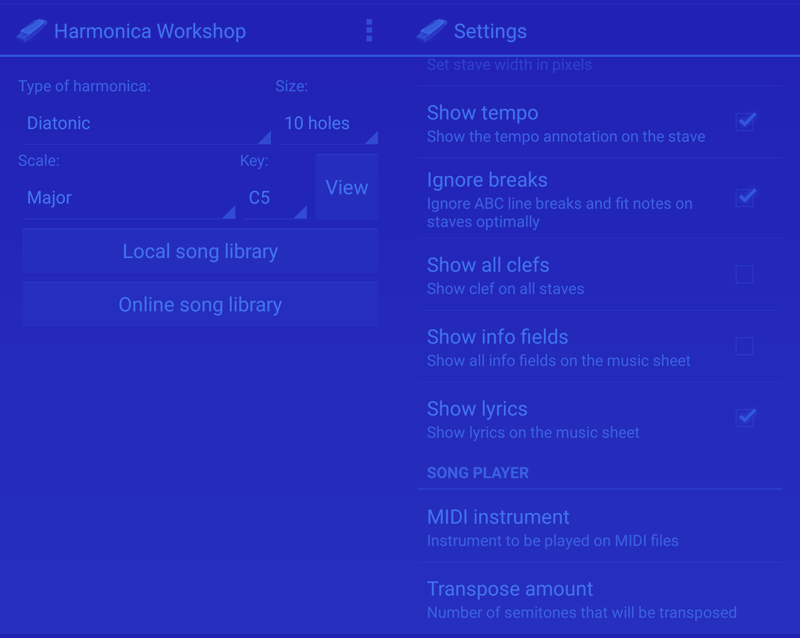 Harmonica Workshop
Type of harmonica:
Size:
Diatonic
10 holes
Scale:
Key:
Major
C5
View
Local song library
Online song library
Settings
Set stave width in pixels
Show tempo
Show the tempo annotation on the stave
Ignore breaks
Ignore ABC line breaks and fit notes on
staves optimally
Show all clefs
Show clef on all staves
Show info fields
Show all info fields on the music sheet
Show lyrics
Show lyrics on the music sheet
SONG PLAYER
MIDI instrument
Instrument to be played on MIDI files
Transpose amount
Number of semitones that will be transposed